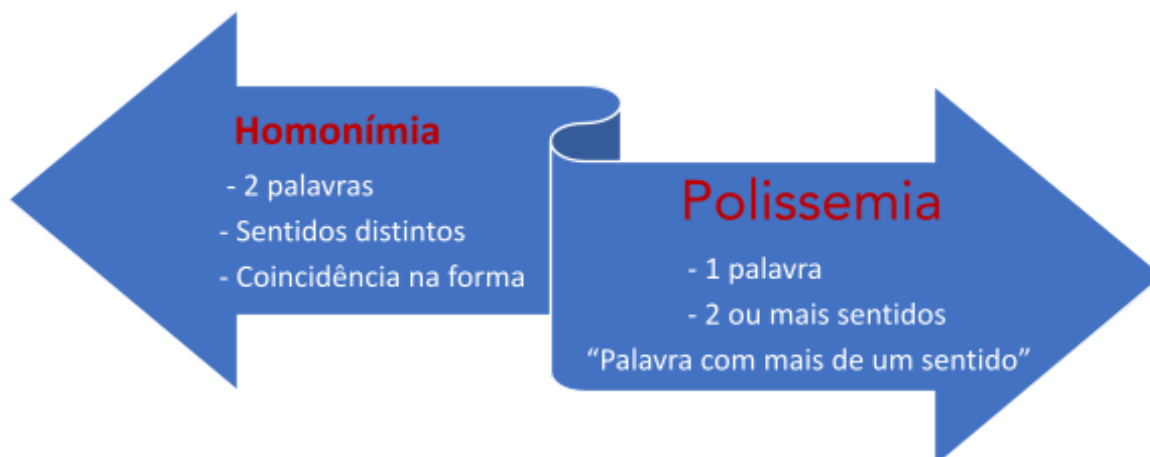 Homonímia
- 2 palavras
- Sentidos distintos
- Coincidência na forma
Polissemia
- 1 palavra
- 2 ou mais sentidos
“Palavra com mais de um sentido”